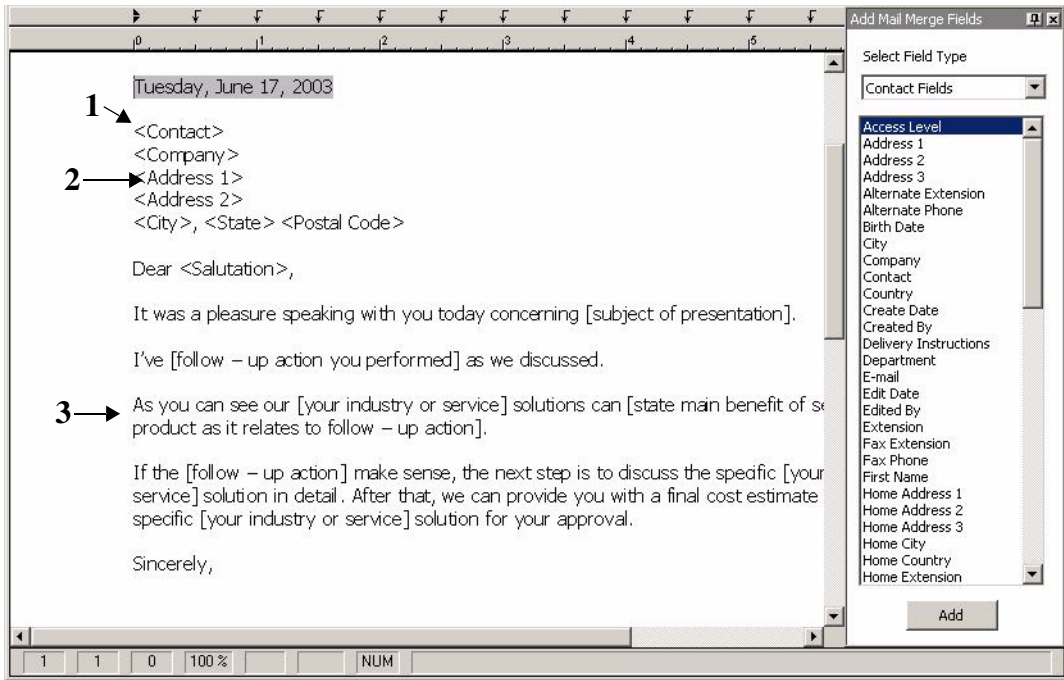 0 1 2 3 4 5
Tuesday, June 17, 2003
1
<Contact>
<Company>
2
<Address 1>
<Address 2>
<City>, <State> <Postal Code>
Dear <Salutation>,
It was a pleasure speaking with you today concerning [subject of presentation].
I've [follow – up action you performed] as we discussed.
3
As you can see our [your industry or service] solutions can [state main benefit of se
product as it relates to follow – up action].
If the [follow – up action] make sense, the next step is to discuss the specific [your
service] solution in detail. After that, we can provide you with a final cost estimate
specific [your industry or service] solution for your approval.
Sincerely,
1 1 0 100 % NUM
Add Mail Merge Fields
Select Field Type
Contact Fields
Access Level
Address 1
Address 2
Address 3
Alternate Extension
Alternate Phone
Birth Date
City
Company
Contact
Country
Create Date
Created By
Delivery Instructions
Department
E-mail
Edit Date
Edited By
Extension
Fax Extension
Fax Phone
First Name
Home Address 1
Home Address 2
Home Address 3
Home City
Home Country
Home Extension
Add